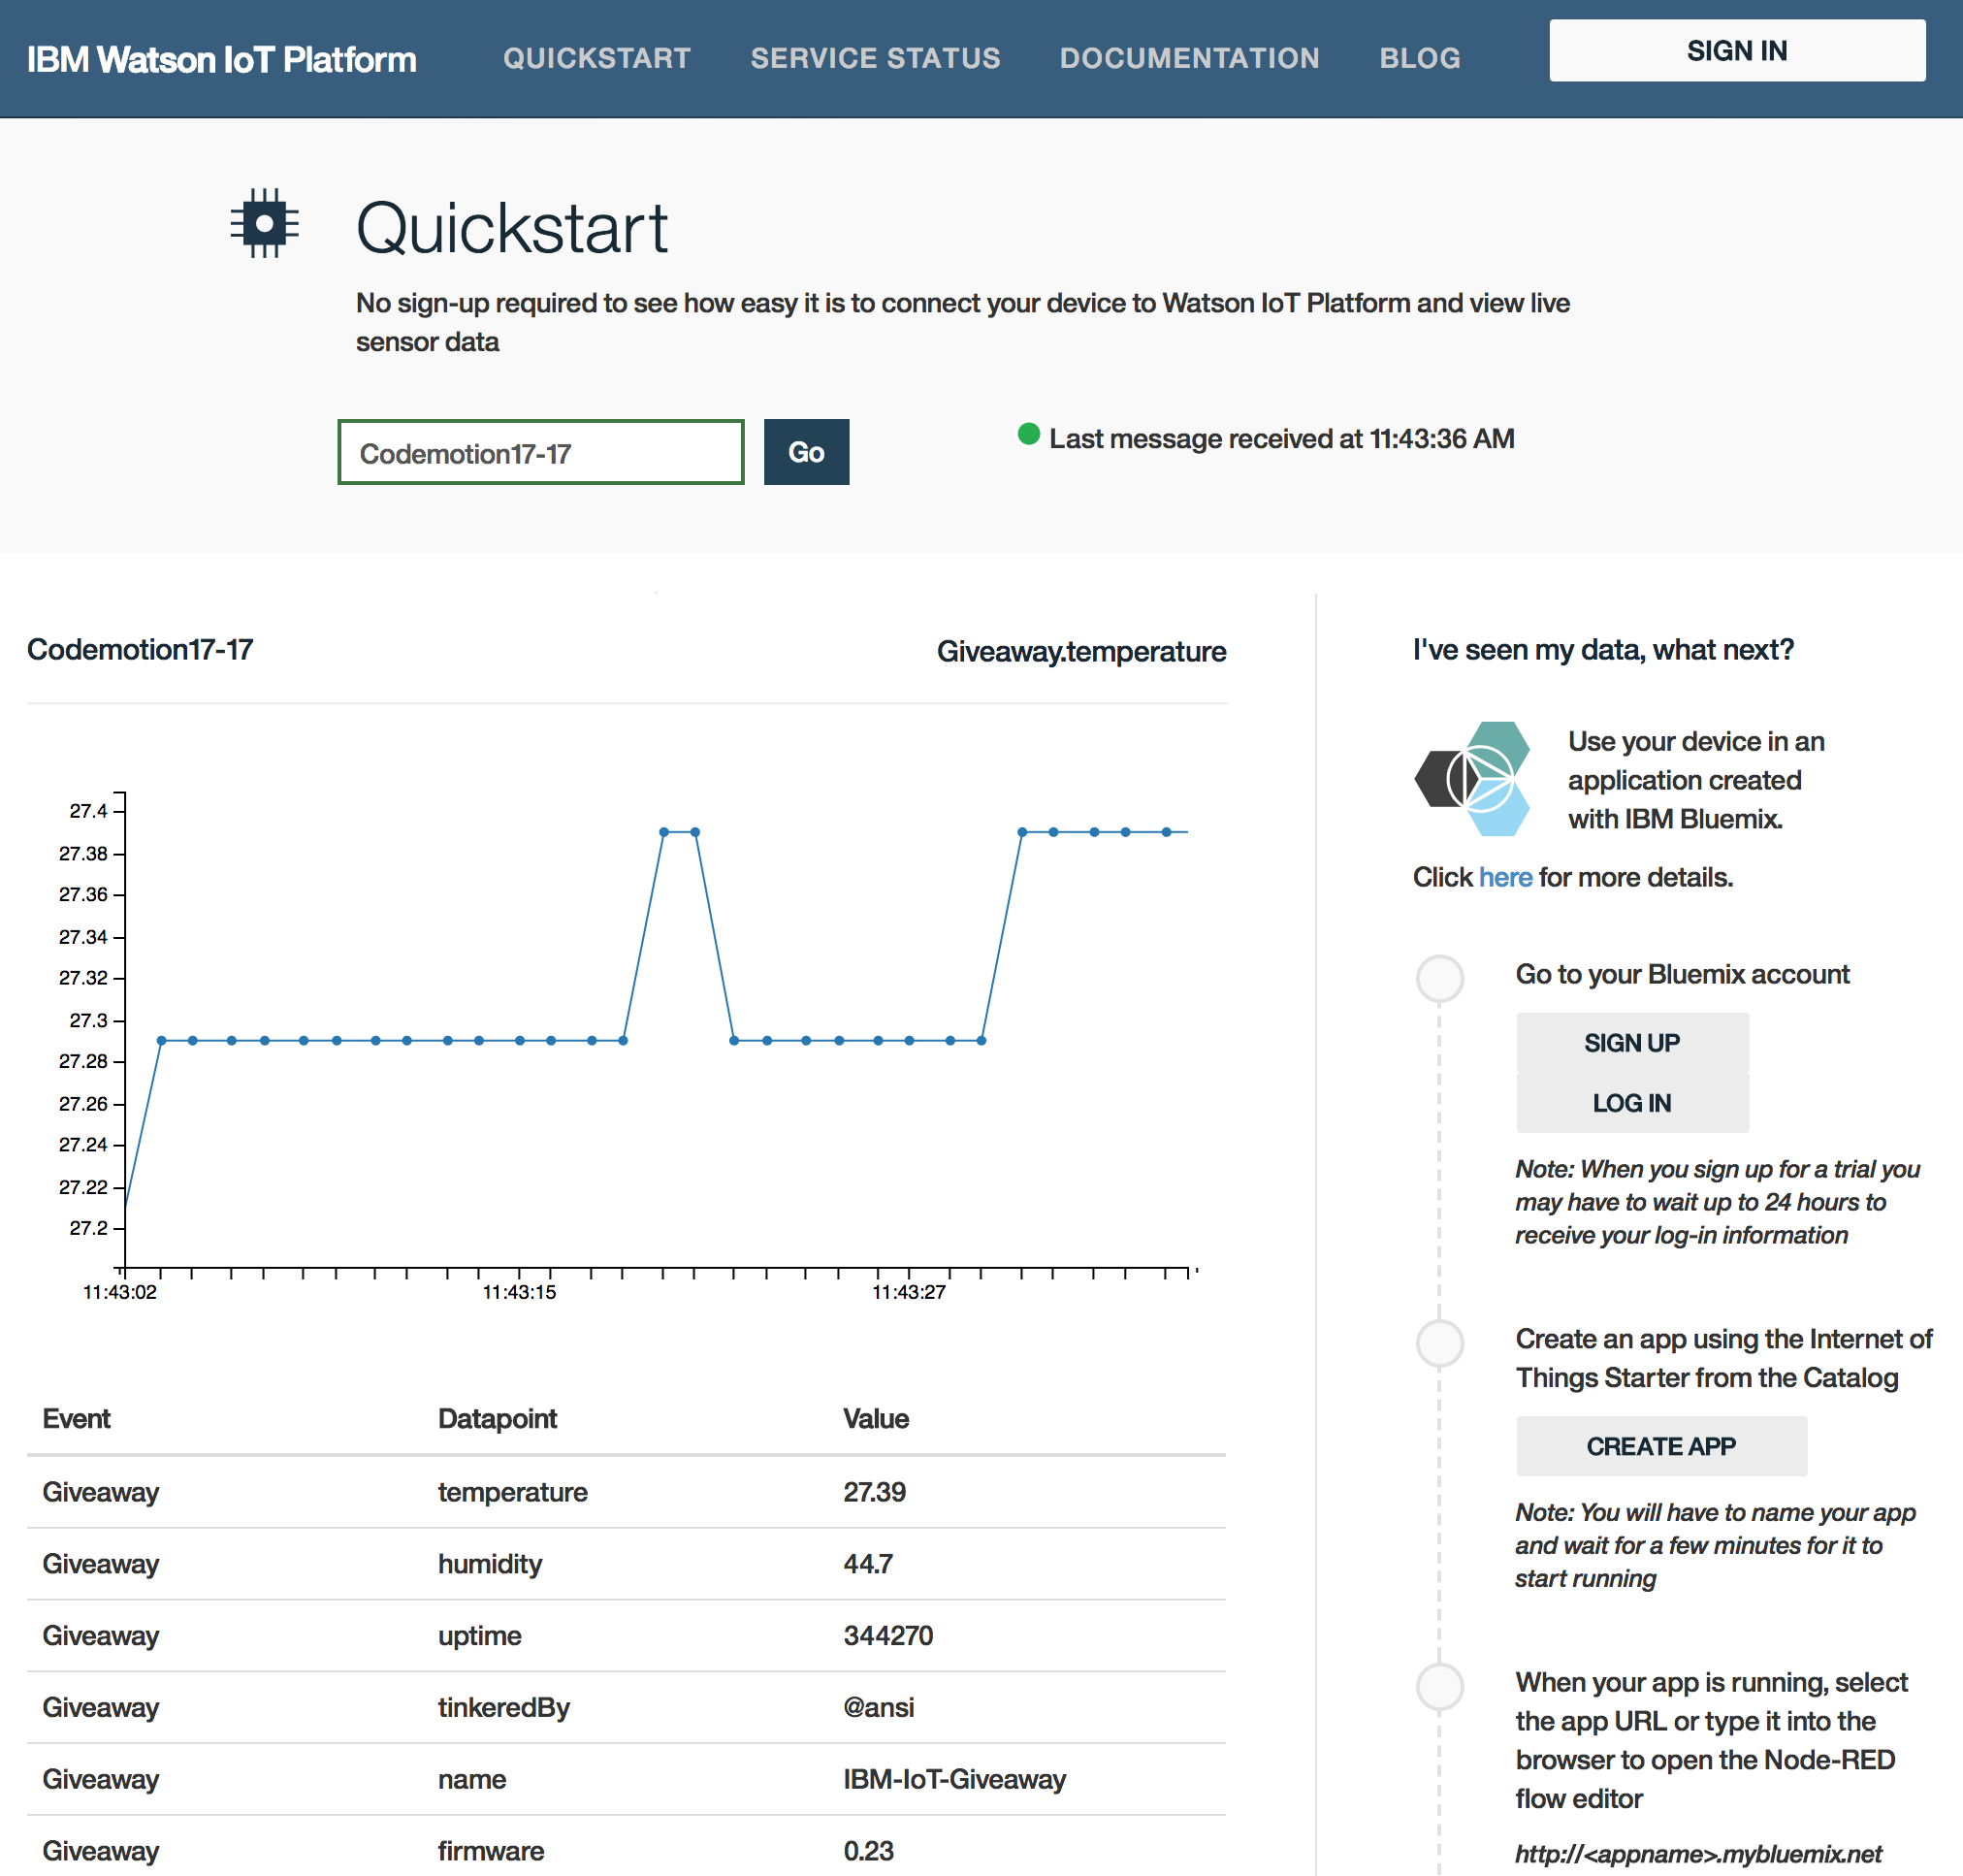 IBM Watson IoT Platform
QUICKSTART
SERVICE STATUS
DOCUMENTATION
BLOG
SIGN IN
Quickstart
No sign-up required to see how easy it is to connect your device to Watson IoT Platform and view live
sensor data
Codemotion17-17
Go
Last message received at 11:43:36 AM
Codemotion17-17
Giveaway.temperature
27.4
27.38
27.36
27.34
27.32
27.3
27.28
27.26
27.24
27.22
27.2
11:43:02
11:43:15
11:43:27
Event Datapoint Value
Giveaway temperature 27.39
Giveaway humidity 44.7
Giveaway uptime 344270
Giveaway tinkeredBy @ansi
Giveaway name IBM-IoT-Giveaway
Giveaway firmware 0.23
I've seen my data, what next?
Use your device in an
application created
with IBM Bluemix.
Click here for more details.
Go to your Bluemix account
SIGN UP
LOG IN
Note: When you sign up for a trial you
may have to wait up to 24 hours to
receive your log-in information
Create an app using the Internet of
Things Starter from the Catalog
CREATE APP
Note: You will have to name your app
and wait for a few minutes for it to
start running
When your app is running, select
the app URL or type it into the
browser to open the Node-RED
flow editor
http://<appname>.mybluemix.net